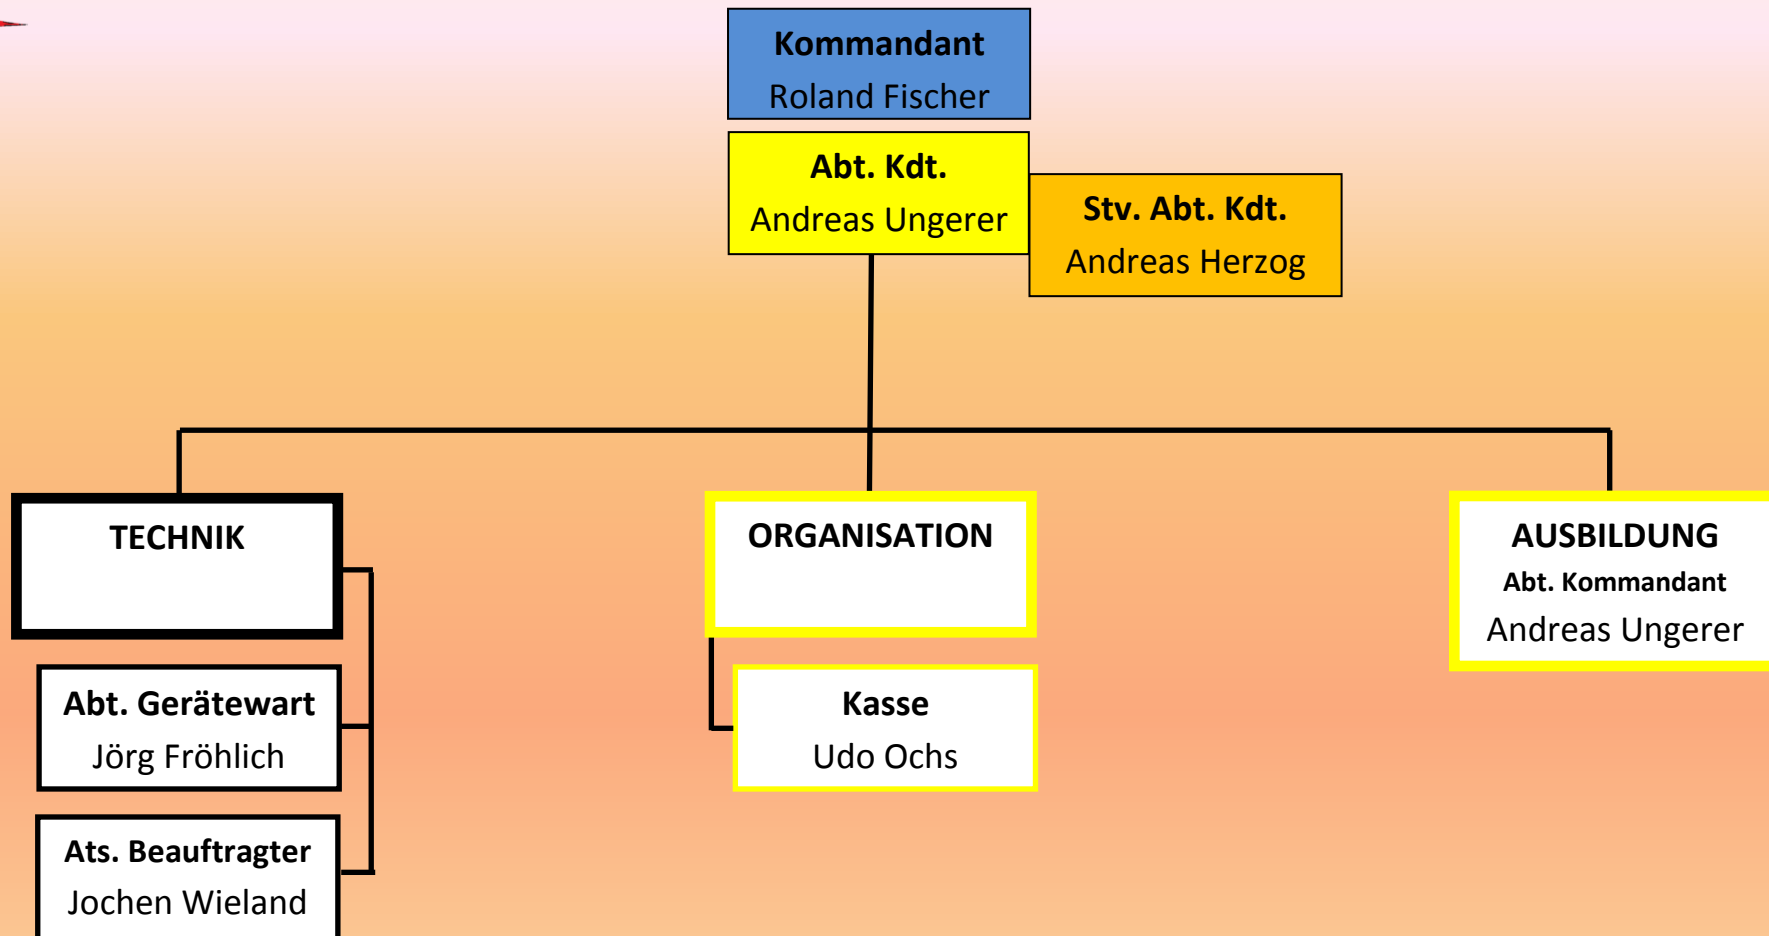 Kommandant
Roland Fischer
Abt. Kdt.
Andreas Ungerer
Stv. Abt. Kdt.
Andreas Herzog
TECHNIK
Abt. Gerätewart
Jörg Fröhlich
Ats. Beauftragter
Jochen Wieland
ORGANISATION
Kasse
Udo Ochs
AUSBILDUNG
Abt. Kommandant
Andreas Ungerer